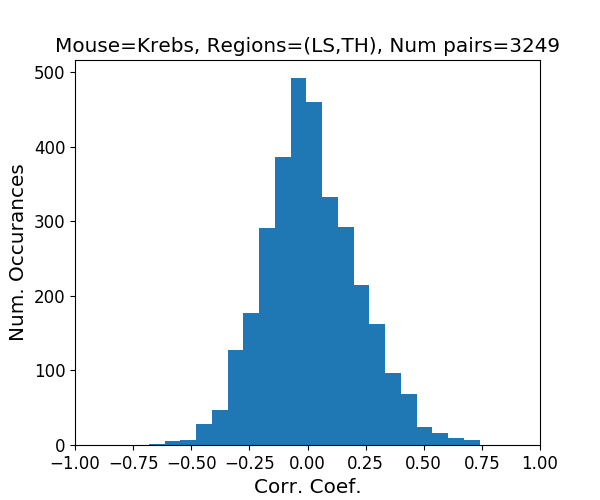 Mouse=Krebs, Regions=(LS,TH), Num pairs=3249
Num. Occurances
500
400
300
200
100
0
−1.00 −0.75 −0.50 −0.25 0.00 0.25 0.50 0.75 1.00
Corr. Coef.